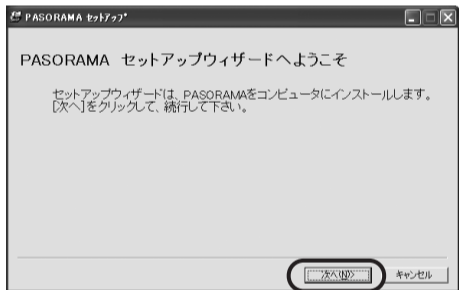 PASORAMA ｾｯﾄｱｯﾌﾟ
PASORAMA セットアップウィザードへようこそ
セットアップウィザードは、PASORAMAをコンピュータにインストールします。
[次へ]をクリックして、続行して下さい。
次へ(N)>
キャンセル